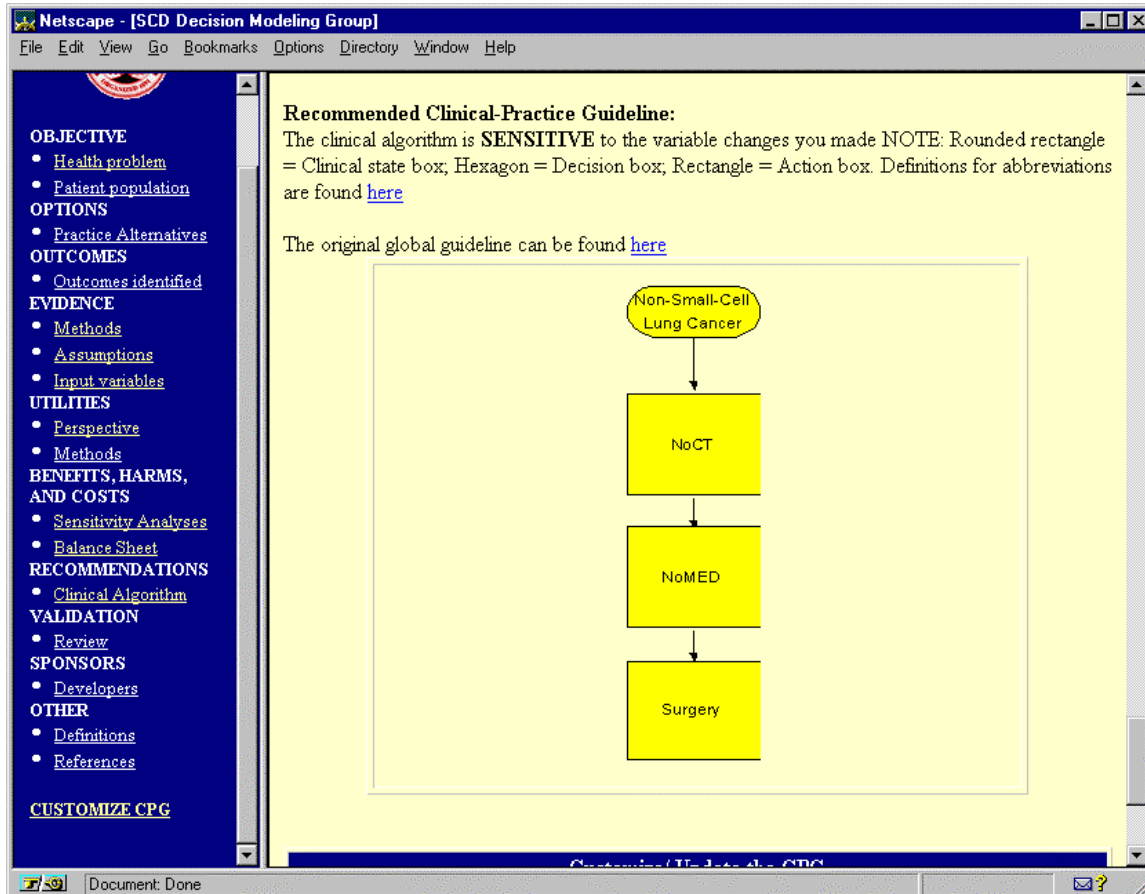 Netscape - [SCD Decision Modeling Group]
File Edit View Go Bookmarks Options Directory Window Help
OBJECTIVE
Health problem
Patient population
OPTIONS
Practice Alternatives
OUTCOMES
Outcomes identified
EVIDENCE
Methods
Assumptions
Input variables
UTILITIES
Perspective
Methods
BENEFITS, HARMS,
AND COSTS
Sensitivity Analyses
Balance Sheet
RECOMMENDATIONS
Clinical Algorithm
VALIDATION
Review
SPONSORS
Developers
OTHER
Definitions
References
CUSTOMIZE CPG
Recommended Clinical-Practice Guideline:
The clinical algorithm is SENSITIVE to the variable changes you made NOTE: Rounded rectangle
= Clinical state box; Hexagon = Decision box; Rectangle = Action box. Definitions for abbreviations
are found here
The original global guideline can be found here
Non-Small-Cell
Lung Cancer
NoCT
NoMED
Surgery
Customize/ Update the CPG
Document: Done